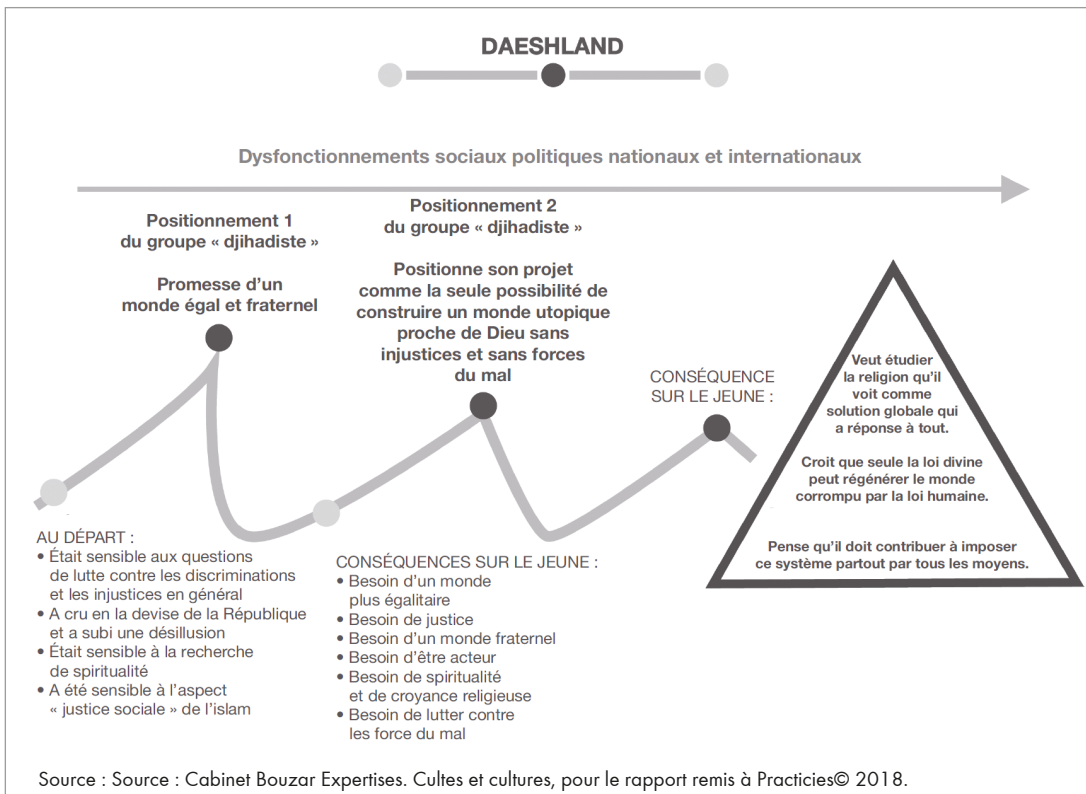 DAESHLAND
Dysfonctionnements sociaux politiques nationaux et internationaux
Positionnement 1
du groupe « djihadiste »
Promesse d’un
monde égal et fraternel
Positionnement 2
du groupe « djihadiste »
Positionne son projet
comme la seule possibilité de
construire un monde utopique
proche de Dieu sans
injustices et sans forces
du mal
CONSÉQUENCE
SUR LE JEUNE :
Veut étudier
la religion qu’il
voit comme
solution globale qui
a réponse à tout.
Croit que seule la loi divine
peut régénérer le monde
corrompu par la loi humaine.
Pense qu’il doit contribuer à imposer
ce système partout par tous les moyens.
AU DÉPART :
• Était sensible aux questions
de lutte contre les discriminations
et les injustices en général
• A cru en la devise de la République
et a subi une désillusion
• Était sensible à la recherche
de spiritualité
• A été sensible à l’aspect
« justice sociale » de l’islam
CONSÉQUENCES SUR LE JEUNE :
• Besoin d’un monde
plus égalitaire
• Besoin de justice
• Besoin d’un monde fraternel
• Besoin d’être acteur
• Besoin de spiritualité
et de croyance religieuse
• Besoin de lutter contre
les force du mal
Source : Source : Cabinet Bouzar Expertises. Cultes et cultures, pour le rapport remis à Practicies© 2018.